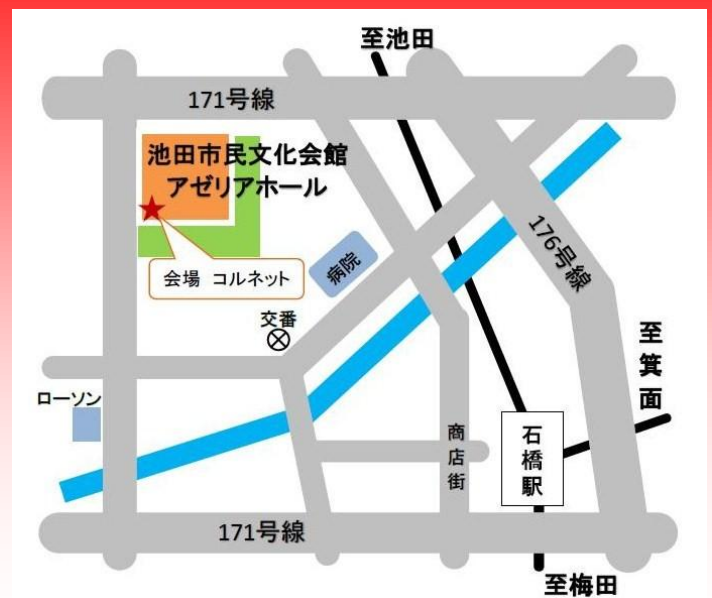 至池田
171号線
池田市民文化会館
アゼリアホール
会場 コルネット
病院
176号線
交番
至箕面
ローソン
商店街
石橋駅
171号線
至梅田